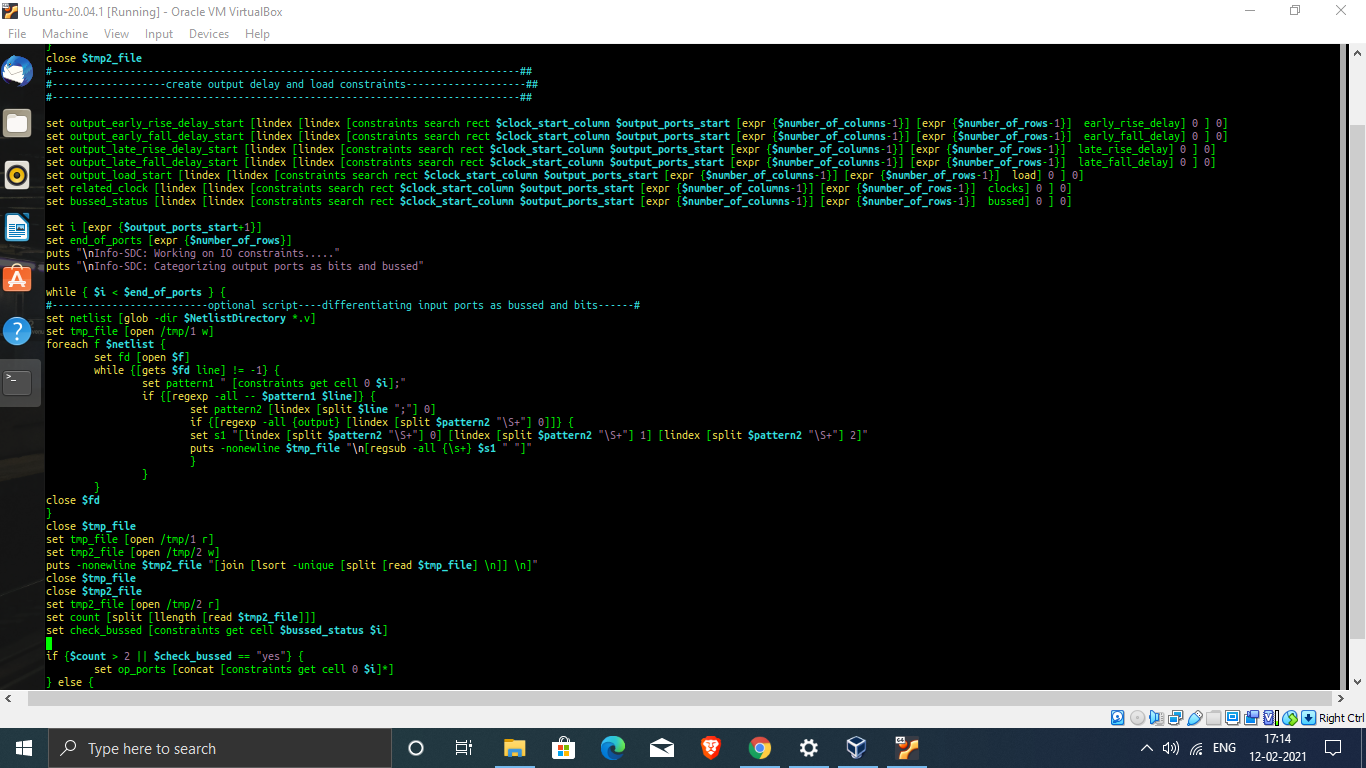 Ubuntu-20.04.1 [Running] - Oracle VM VirtualBox
File Machine View Input Devices Help
}
close $tmp2_file
#------------------------------------------------------------------------------##
#-------------------create output delay and load constraints--------------------##
#------------------------------------------------------------------------------##
set output_early_rise_delay_start [lindex [lindex [constraints search rect $clock_start_column $output_ports_start [expr {$number_of_columns-1}] [expr {$number_of_rows-1}]  early_rise_delay] 0 ] 0]
set output_early_fall_delay_start [lindex [lindex [constraints search rect $clock_start_column $output_ports_start [expr {$number_of_columns-1}] [expr {$number_of_rows-1}]  early_fall_delay] 0 ] 0]
set output_late_rise_delay_start [lindex [lindex [constraints search rect $clock_start_column $output_ports_start [expr {$number_of_columns-1}] [expr {$number_of_rows-1}]  late_rise_delay] 0 ] 0]
set output_late_fall_delay_start [lindex [lindex [constraints search rect $clock_start_column $output_ports_start [expr {$number_of_columns-1}] [expr {$number_of_rows-1}]  late_fall_delay] 0 ] 0]
set output_load_start [lindex [lindex [constraints search rect $clock_start_column $output_ports_start [expr {$number_of_columns-1}] [expr {$number_of_rows-1}]  load] 0 ] 0]
set related_clock [lindex [lindex [constraints search rect $clock_start_column $output_ports_start [expr {$number_of_columns-1}] [expr {$number_of_rows-1}]  clocks] 0 ] 0]
set bussed_status [lindex [lindex [constraints search rect $clock_start_column $output_ports_start [expr {$number_of_columns-1}] [expr {$number_of_rows-1}]  bussed] 0 ] 0]
set i [expr {$output_ports_start+1}]
set end_of_ports [expr {$number_of_rows}]
puts "\nInfo-SDC: Working on IO constraints....."
puts "\nInfo-SDC: Categorizing output ports as bits and bussed"
while { $i < $end_of_ports } {
#--------------------------optional script----differentiating input ports as bussed and bits------#
set netlist [glob -dir $NetlistDirectory *.v]
set tmp_file [open /tmp/1 w]
foreach f $netlist {
set fd [open $f]
while {[gets $fd line] != -1} {
set pattern1 " [constraints get cell 0 $i];"
if {[regexp -all -- $pattern1 $line]} {
set pattern2 [lindex [split $line ";"] 0]
if {[regexp -all {output} [lindex [split $pattern2 "\S+"] 0]]} {
set s1 "[lindex [split $pattern2 "\S+"] 0] [lindex [split $pattern2 "\S+"] 1] [lindex [split $pattern2 "\S+"] 2]"
puts -nonewline $tmp_file "\n[regsub -all {\s+} $s1 " "]"
}
}
}
close $fd
}
close $tmp_file
set tmp_file [open /tmp/1 r]
set tmp2_file [open /tmp/2 w]
puts -nonewline $tmp2_file "[join [lsort -unique [split [read $tmp_file] \n]] \n]"
close $tmp_file
close $tmp2_file
set tmp2_file [open /tmp/2 r]
set count [split [llength [read $tmp2_file]]]
set check_bussed [constraints get cell $bussed_status $i]
if {$count > 2 || $check_bussed == "yes"} {
set op_ports [concat [constraints get cell 0 $i]*]
} else {
Right Ctrl
Type here to search
ENG
17:14
12-02-2021